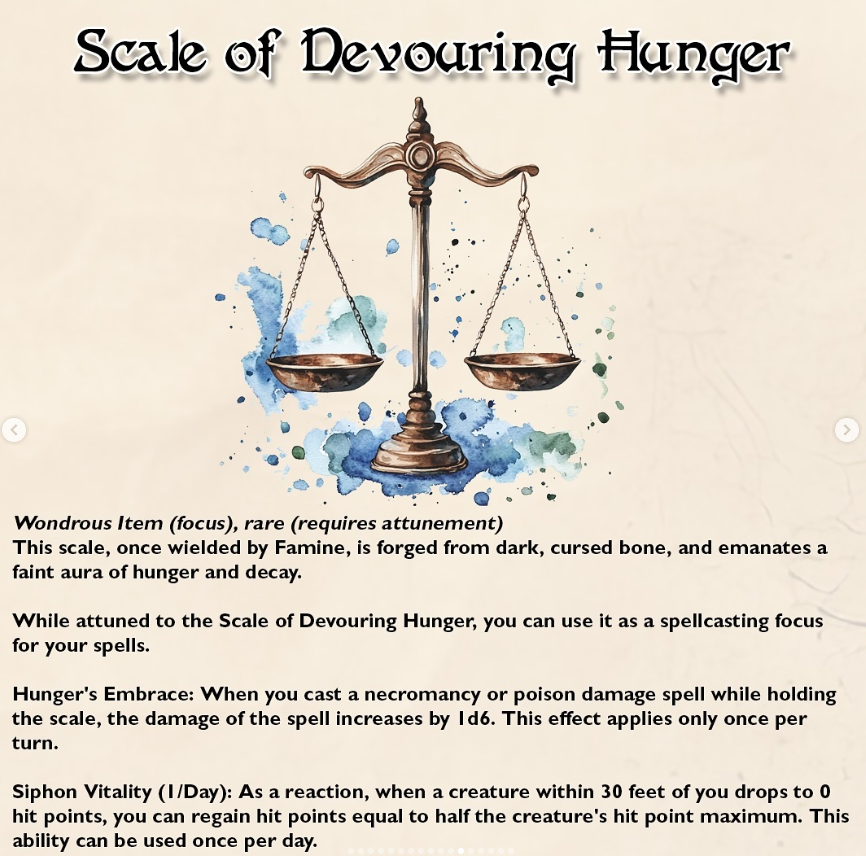 Scale of Devouring Hunger
Wondrous Item (focus), rare (requires attunement)
This scale, once wielded by Famine, is forged from dark, cursed bone, and emanates a
faint aura of hunger and decay.
While attuned to the Scale of Devouring Hunger, you can use it as a spellcasting focus
for your spells.
Hunger's Embrace: When you cast a necromancy or poison damage spell while holding
the scale, the damage of the spell increases by 1d6. This effect applies only once per
turn.
Siphon Vitality (1/Day): As a reaction, when a creature within 30 feet of you drops to 0
hit points, you can regain hit points equal to half the creature's hit point maximum. This
ability can be used once per day.